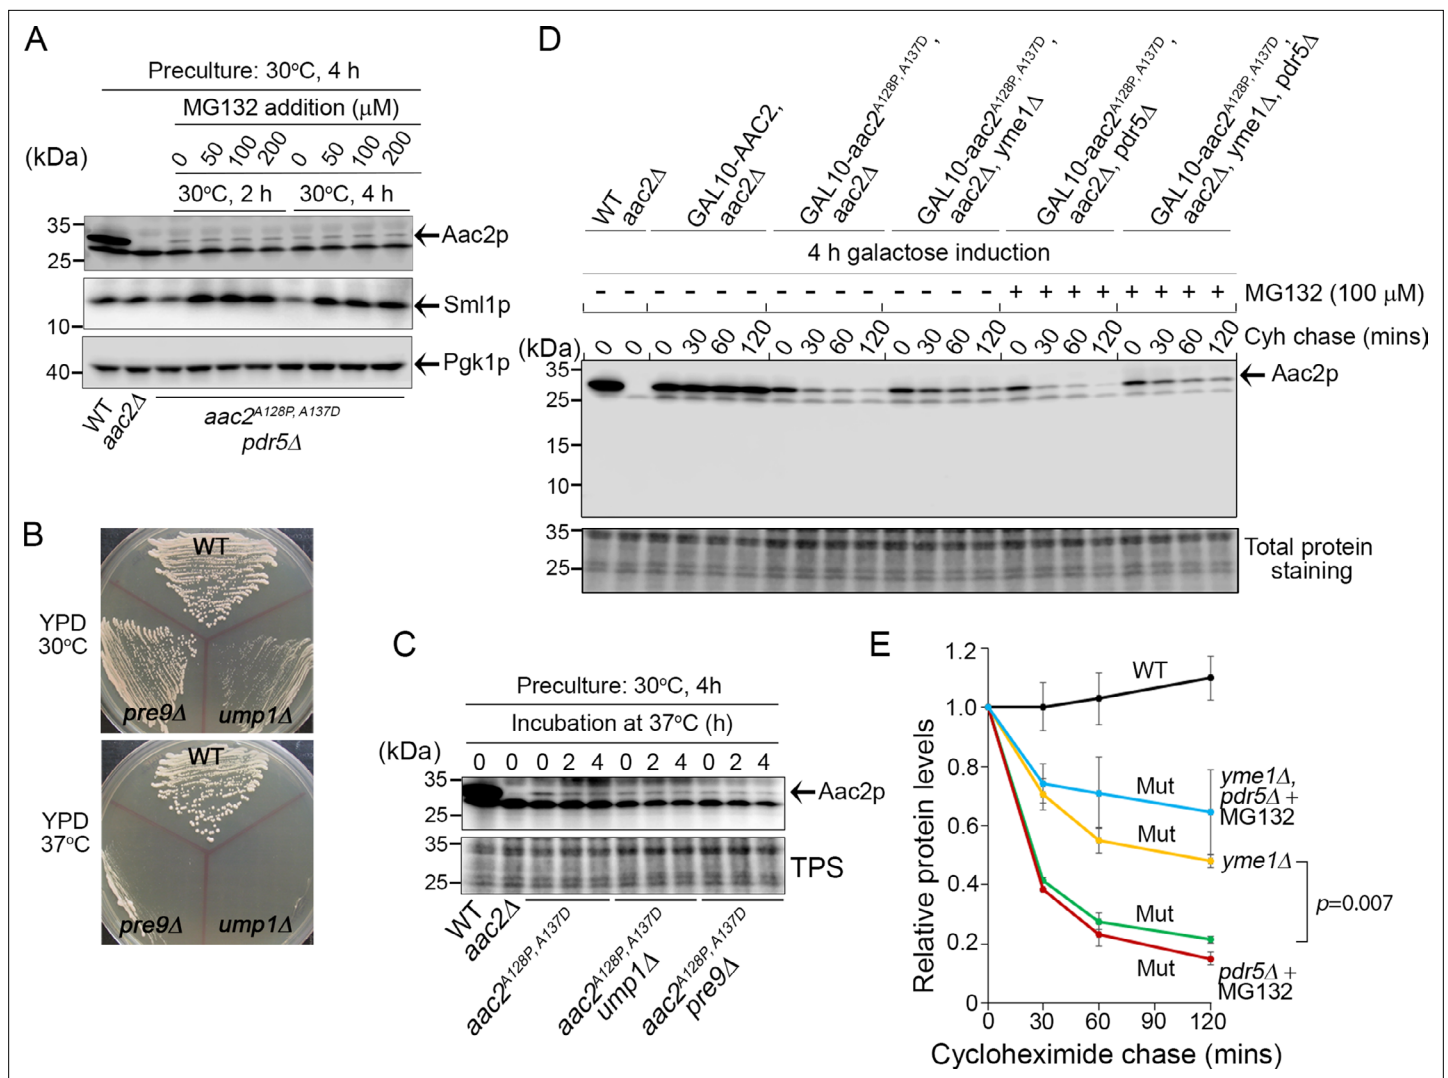 A
Preculture: 30oC, 4 h
MG132 addition (µM)
0 50 100 200 0 50 100 200
(kDa)
30oC, 2 h 30oC, 4 h
35
Aac2p
25
Sml1p
10
40
Pgk1p
WT aac2Δ aac2A128P, A137D
pdr5Δ
B
WT
YPD
30oC
pre9Δ ump1Δ
WT
YPD
37oC
pre9Δ ump1Δ
C
Preculture: 30oC, 4h
Incubation at 37oC (h)
(kDa)
0 0 0 2 4 0 2 4 0 2 4
35
Aac2p
25
35
TPS
25
WT
aac2Δ
aac2A128P, A137D
aac2A128P, A137D
ump1Δ
aac2A128P, A137D
pre9Δ
D
WT
aac2Δ
GAL10-AAC2,
aac2Δ
GAL10-aac2A128P, A137D,
aac2Δ
GAL10-aac2A128P, A137D,
aac2Δ, yme1Δ
GAL10-aac2A128P, A137D,
aac2Δ, pdr5Δ
GAL10-aac2A128P, A137D,
aac2Δ, yme1Δ, pdr5Δ
4 h galactose induction
- - - - - - - - - - - - - - + + + + + + + + MG132 (100 µM)
(kDa) 0 0 0 30 60 120 0 30 60 120 0 30 60 120 0 30 60 120 0 30 60 120 Cyh chase (mins)
35
Aac2p
25
15
10
35
Total protein
25
staining
E
Relative protein levels
1.2
1.0
0.8
0.6
0.4
0.2
0
WT
Mut
yme1Δ,
pdr5Δ +
MG132
Mut
yme1Δ
p=0.007
Mut
Mut
pdr5Δ +
MG132
0 30 60 90 120
Cycloheximide chase (mins)